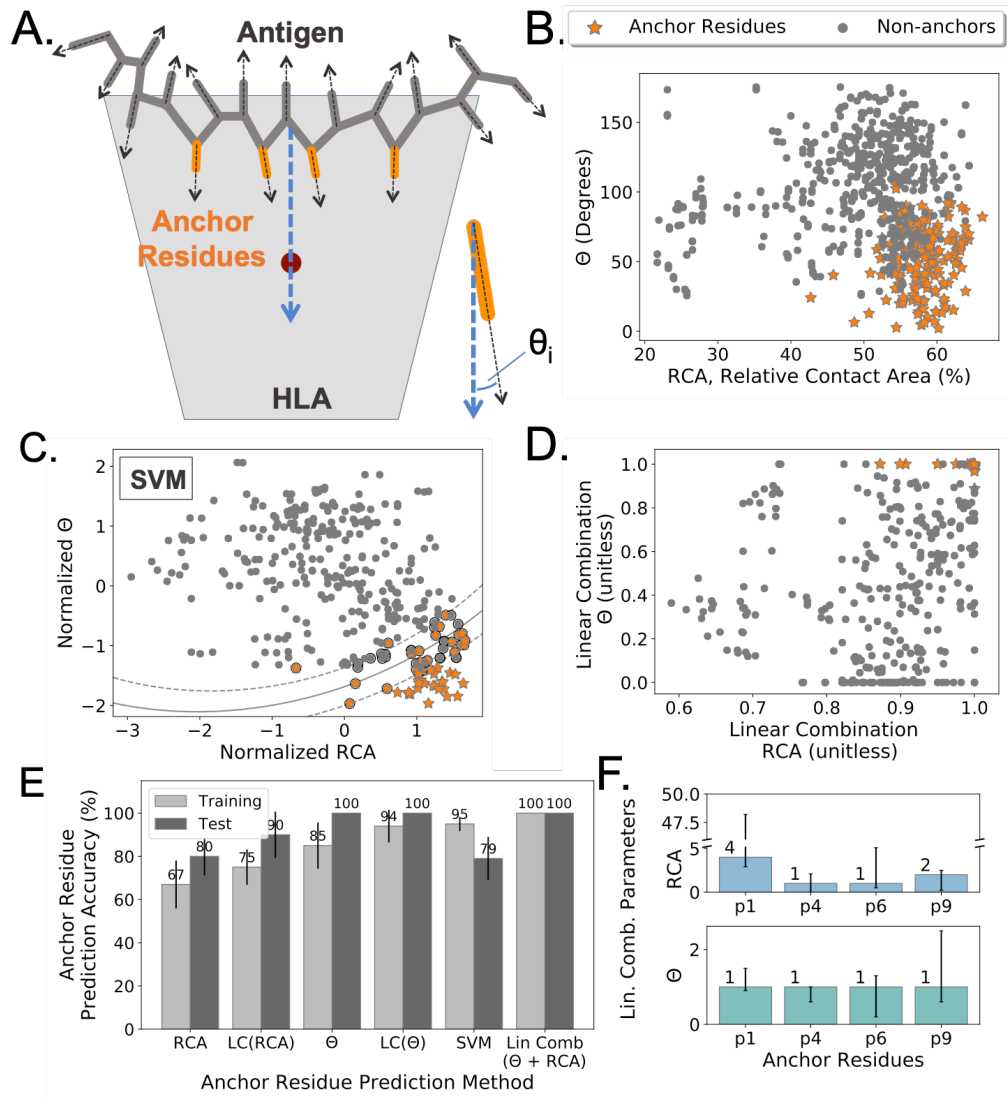 A.
Antigen
Anchor
Residues
HLA
θi
B.
Anchor Residues
Non-anchors
150
100
50
0
Θ (Degrees)
20
30
40
50
60
RCA, Relative Contact Area (%)
C.
SVM
2
1
0
−1
−2
Normalized Θ
−3
−2
−1
0
1
Normalized RCA
D.
1.0
0.8
0.6
0.4
0.2
0.0
Linear Combination
Θ (unitless)
0.6
0.7
0.8
0.9
1.0
Linear Combination
RCA (unitless)
E
Training
Test
100
80
60
40
20
0
Anchor Residue
Prediction Accuracy (%)
67
80
75
90
85
100
94
100
95
79
100
100
RCA
LC(RCA)
Θ
LC(Θ)
SVM
Lin Comb
(Θ + RCA)
Anchor Residue Prediction Method
F.
Lin. Comb. Parameters
RCA
50.0
47.5
5
0
4
1
1
2
p1
p4
p6
p9
Θ
2
0
1
1
1
1
p1
p4
p6
p9
Anchor Residues